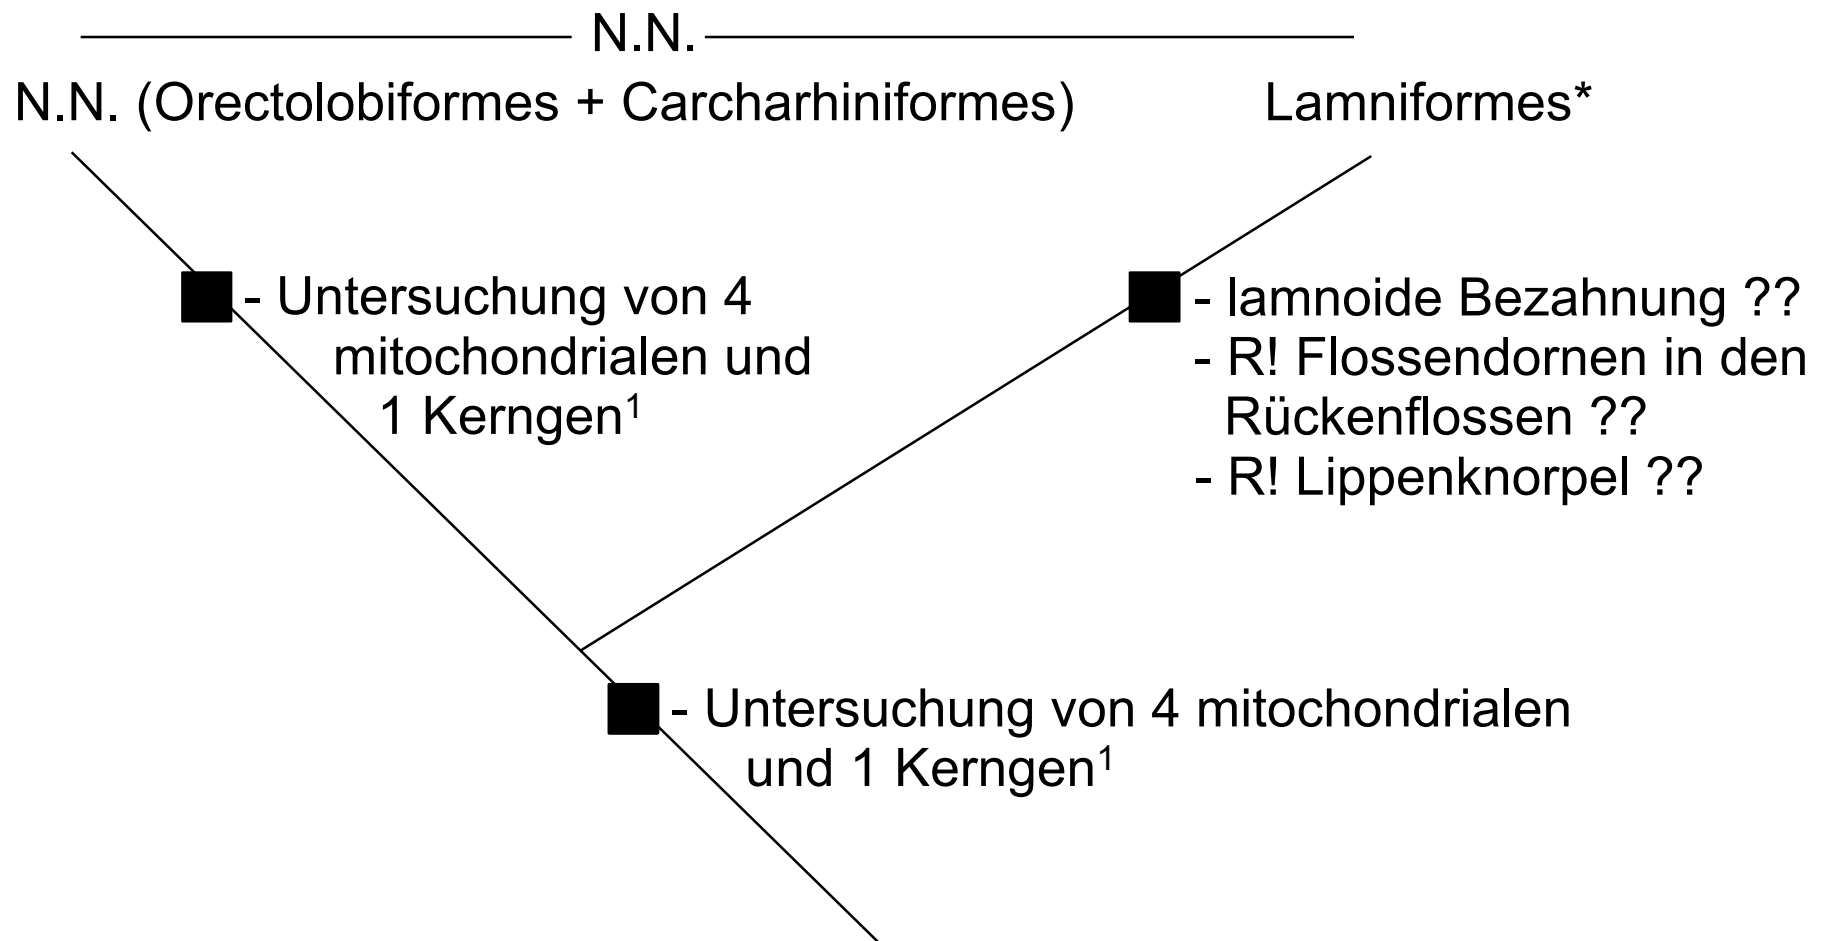 N.N.
N.N. (Orectolobiformes + Carcharhiniformes)
Lamniformes*
- Untersuchung von 4
mitochondrialen und
1 Kerngen¹
- lamnoide Bezahnung ??
- R! Flossendornen in den
Rückenflossen ??
- R! Lippenknorpel ??
- Untersuchung von 4 mitochondrialen
und 1 Kerngen¹